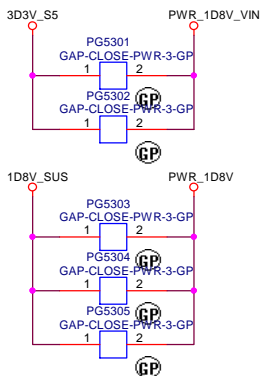 3D3V_S5 PWR_1D8V_VIN
PG5301
GAP-CLOSE-PWR-3-GP
1 2
PG5302
GP
GAP-CLOSE-PWR-3-GP
1 2
GP
1D8V_SUS PWR_1D8V
PG5303
GAP-CLOSE-PWR-3-GP
1 2
PG5304
GP
GAP-CLOSE-PWR-3-GP
1 2
PG5305
GP
GAP-CLOSE-PWR-3-GP
1 2
GP